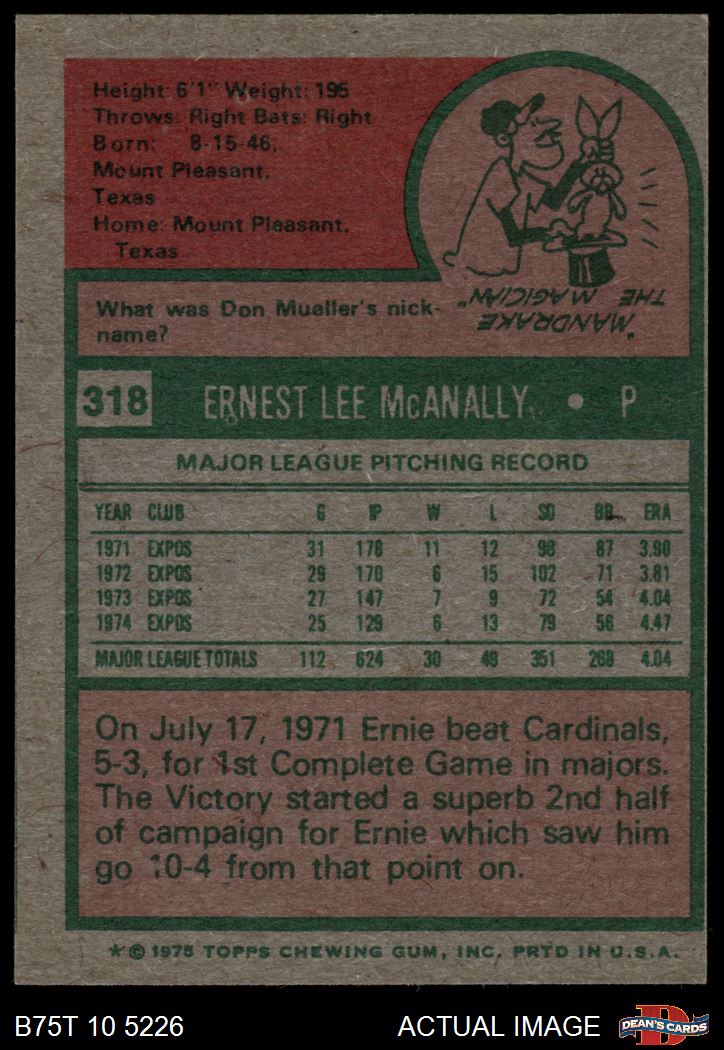 Height: 6'1" Weight: 195
Throws: Right Bats: Right
Born: 8-15-46,
Mount Pleasant,
Texas
Home: Mount Pleasant,
Texas
What was Don Mueller's nick-
name?
"MANDRAKE
THE MAGICIAN"
318 ERNEST LEE McANALLY • P
MAJOR LEAGUE PITCHING RECORD
YEAR CLUB G IP W L SO BB ERA
1971 EXPOS 31 178 11 12 98 87 3.90
1972 EXPOS 29 170 6 15 102 71 3.81
1973 EXPOS 27 147 7 9 72 54 4.04
1974 EXPOS 25 129 6 13 79 56 4.47
MAJOR LEAGUE TOTALS 112 624 30 49 351 268 4.04
On July 17, 1971 Ernie beat Cardinals,
5-3, for 1st Complete Game in majors.
The Victory started a superb 2nd half
of campaign for Ernie which saw him
go 10-4 from that point on.
* © 1975 TOPPS CHEWING GUM, INC. PRTD IN U.S.A.
B75T 10 5226 ACTUAL IMAGE D DEAN'S CARDS